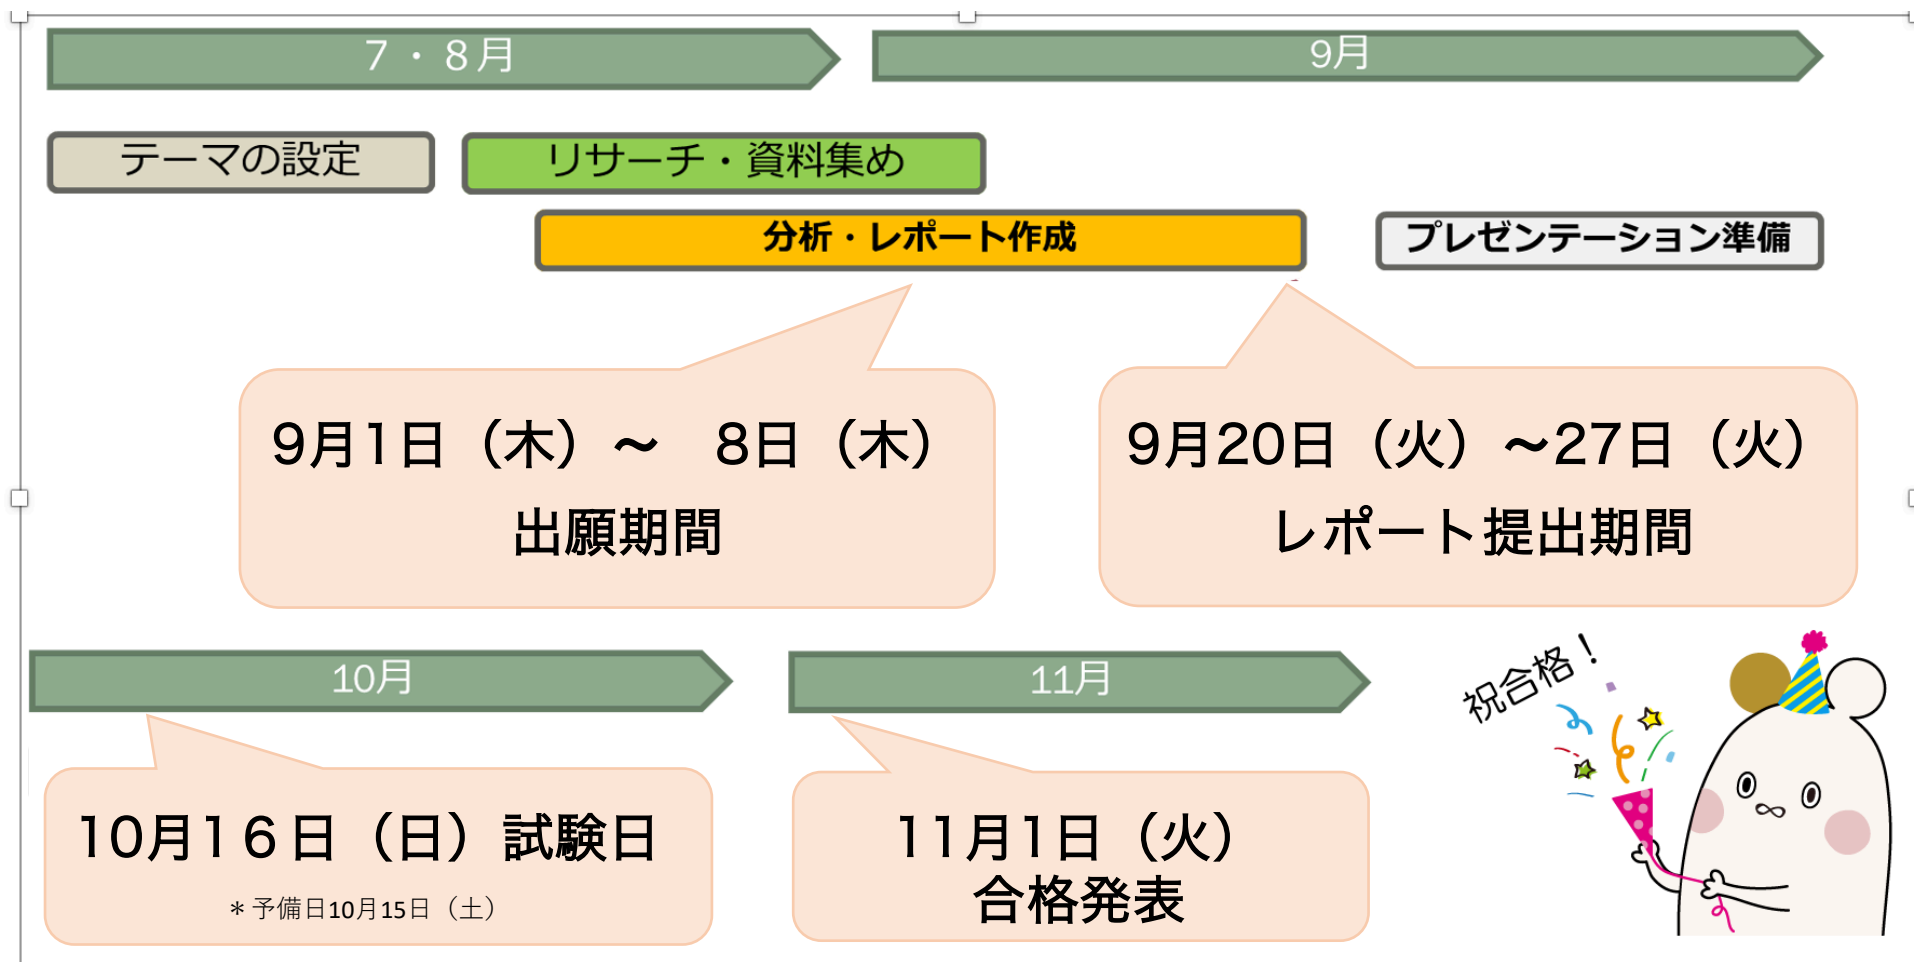 ７・８月
9月
テーマの設定
リサーチ・資料集め
分析・レポート作成
プレゼンテーション準備
9月1日（木）～　8日（木）
出願期間
9月20日（火）～27日（火）
レポート提出期間
10月
11月
祝合格！
10月1６日（日）試験日
＊予備日10月15日（土）
11月1日（火）
合格発表